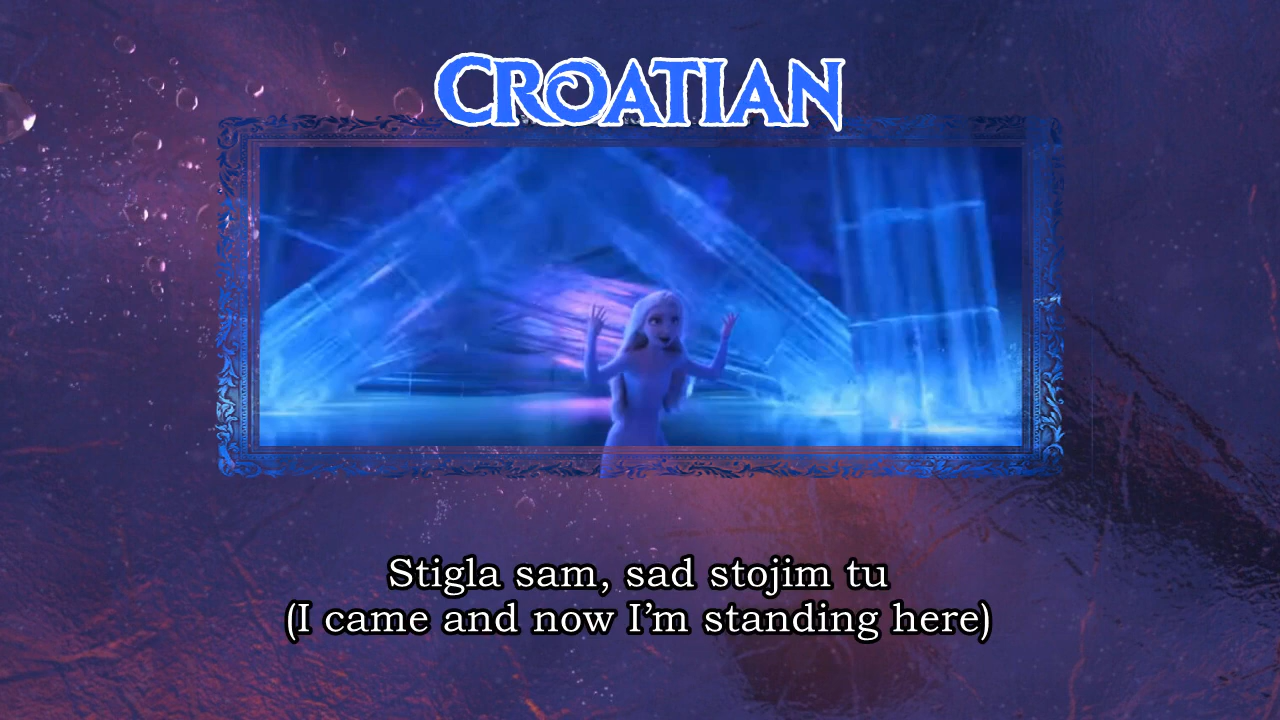 CROATIAN
Stigla sam, sad stojim tu
(I came and now I’m standing here)